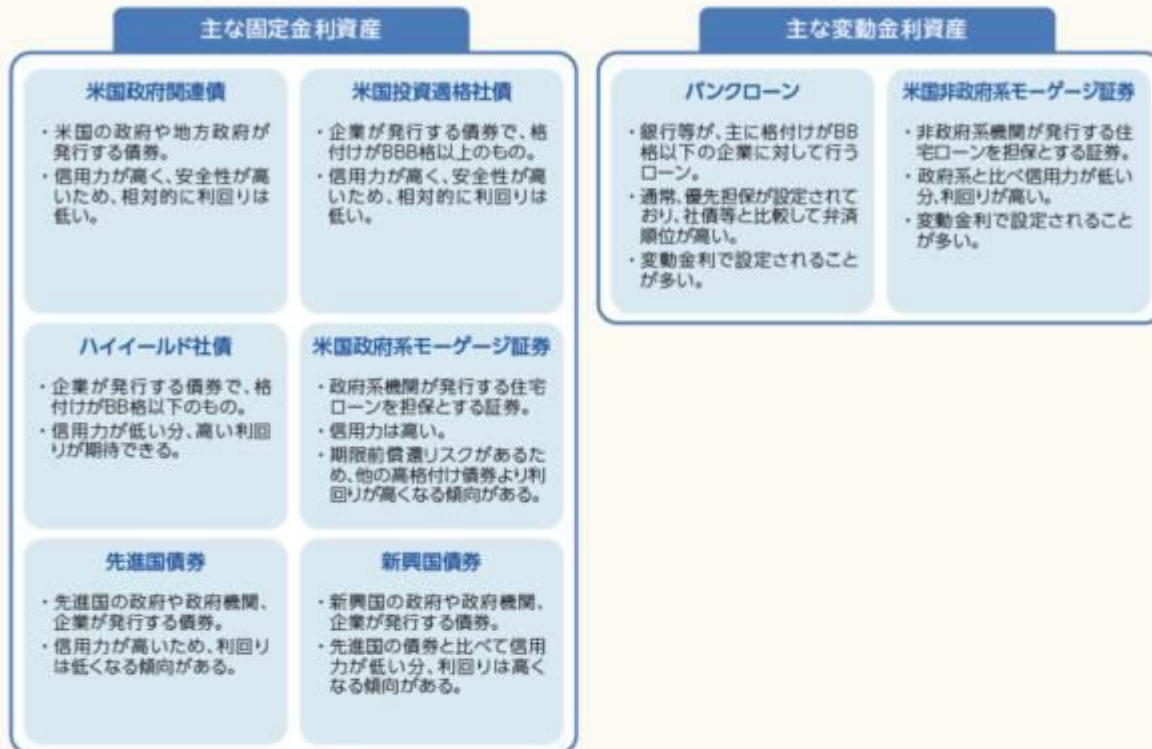 主な固定金利資産
米国政府関連債
・米国の政府や地方政府が
発行する債券。
・信用力が高く、安全性が高
いため、相対的に利回りは
低い。
米国投資適格社債
・企業が発行する債券で、格
付けがBBB格以上のもの。
・信用力が高く、安全性が高
いため、相対的に利回りは
低い。
ハイイールド社債
・企業が発行する債券で、格
付けがBB格以下のもの。
・信用力が低い分、高い利回
りが期待できる。
米国政府系モーゲージ証券
・政府系機関が発行する住宅
ローンを担保とする証券。
・信用力は高い。
・期限前償還リスクがあるた
め、他の高格付け債券より利
回りが高くなる傾向がある。
先進国債券
・先進国の政府や政府機関、
企業が発行する債券。
・信用力が高いため、利回り
は低くなる傾向がある。
新興国債券
・新興国の政府や政府機関、
企業が発行する債券。
・先進国の債券と比べて信用
力が低い分、利回りは高く
なる傾向がある。
主な変動金利資産
バンクローン
・銀行等が、主に格付けがBB
格以下の企業に対して行う
ローン。
・通常、優先担保が設定されて
おり、社債等と比較して弁済
順位が高い。
・変動金利で設定されること
が多い。
米国非政府系モーゲージ証券
・非政府系機関が発行する住
宅ローンを担保とする証券。
・政府系と比べ信用力が低い
分、利回りが高い。
・変動金利で設定されること
が多い。